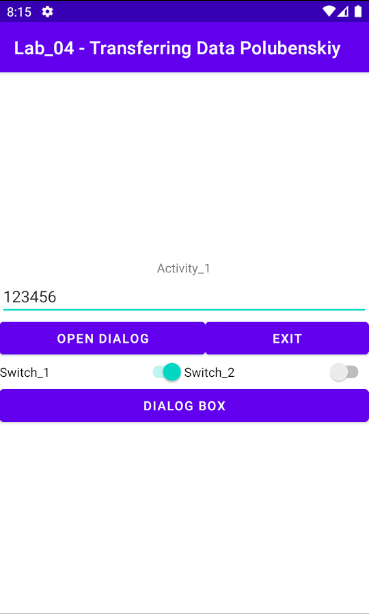 8:15
Lab_04 - Transferring Data Polubenskiy
Activity_1
123456
OPEN DIALOG EXIT
Switch_1 Switch_2
DIALOG BOX